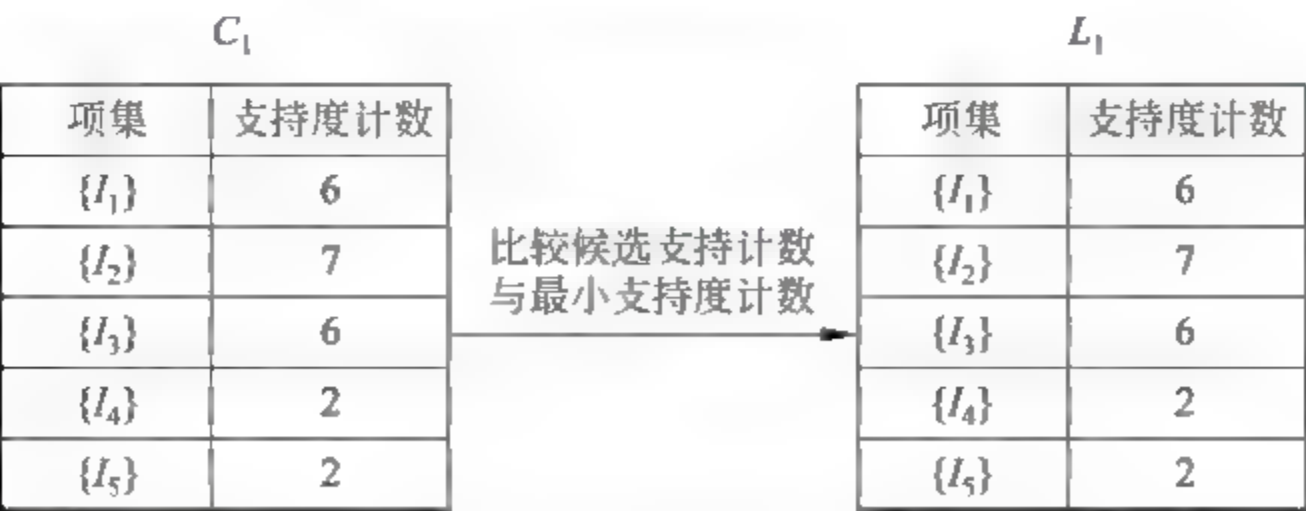 C₁
项集 支持度计数
{I₁} 6
{I₂} 7
{I₃} 6
{I₄} 2
{I₅} 2
比较候选支持计数
与最小支持度计数
L₁
项集 支持度计数
{I₁} 6
{I₂} 7
{I₃} 6
{I₄} 2
{I₅} 2